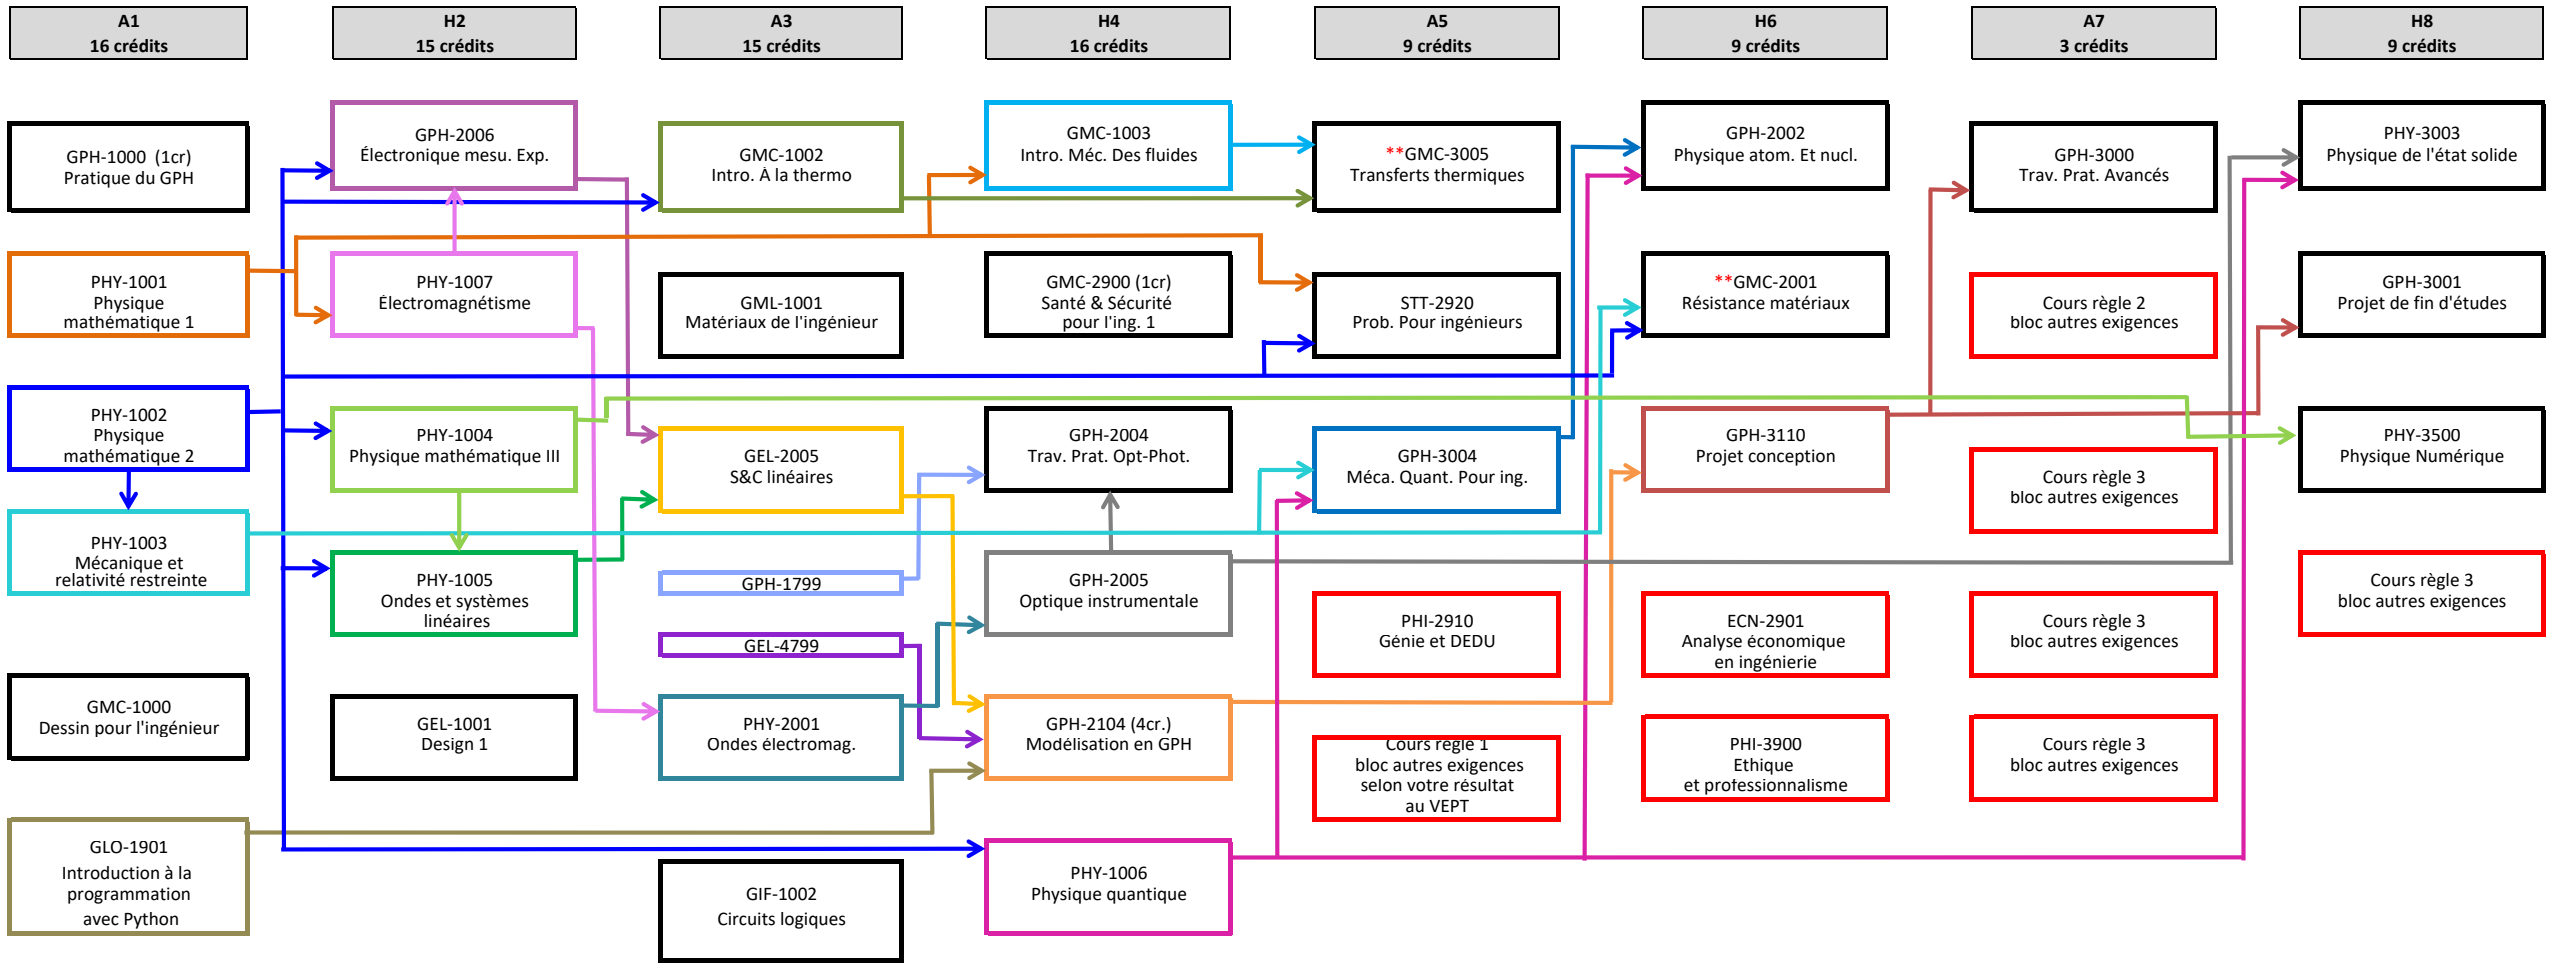 A1
16 crédits
H2
15 crédits
A3
15 crédits
H4
16 crédits
A5
9 crédits
H6
9 crédits
A7
3 crédits
H8
9 crédits
GPH-1000 (1cr)
Pratique du GPH
PHY-1001
Physique
mathématique 1
PHY-1002
Physique
mathématique 2
PHY-1003
Mécanique et
relativité restreinte
GMC-1000
Dessin pour l'ingénieur
GLO-1901
Introduction à la
programmation
avec Python
GPH-2006
Électronique mesu. Exp.
PHY-1007
Électromagnétisme
PHY-1004
Physique mathématique III
PHY-1005
Ondes et systèmes
linéaires
GEL-1001
Design 1
GMC-1002
Intro. À la thermo
GML-1001
Matériaux de l'ingénieur
GEL-2005
S&C linéaires
GPH-1799
GEL-4799
PHY-2001
Ondes électromag.
GIF-1002
Circuits logiques
GMC-1003
Intro. Méc. Des fluides
GMC-2900 (1cr)
Santé & Sécurité
pour l'ing. 1
GPH-2004
Trav. Prat. Opt-Phot.
GPH-2005
Optique instrumentale
GPH-2104 (4cr.)
Modélisation en GPH
PHY-1006
Physique quantique
**GMC-3005
Transferts thermiques
STT-2920
Prob. Pour ingénieurs
GPH-3004
Méca. Quant. Pour ing.
PHI-2910
Génie et DEDU
Cours règle 1
bloc autres exigences
selon votre résultat
au VEPT
GPH-2002
Physique atom. Et nucl.
**GMC-2001
Résistance matériaux
GPH-3110
Projet conception
ECN-2901
Analyse économique
en ingénierie
PHI-3900
Ethique
et professionnalisme
GPH-3000
Trav. Prat. Avancés
Cours règle 2
bloc autres exigences
Cours règle 3
bloc autres exigences
Cours règle 3
bloc autres exigences
Cours règle 3
bloc autres exigences
PHY-3003
Physique de l'état solide
GPH-3001
Projet de fin d'études
PHY-3500
Physique Numérique
Cours règle 3
bloc autres exigences